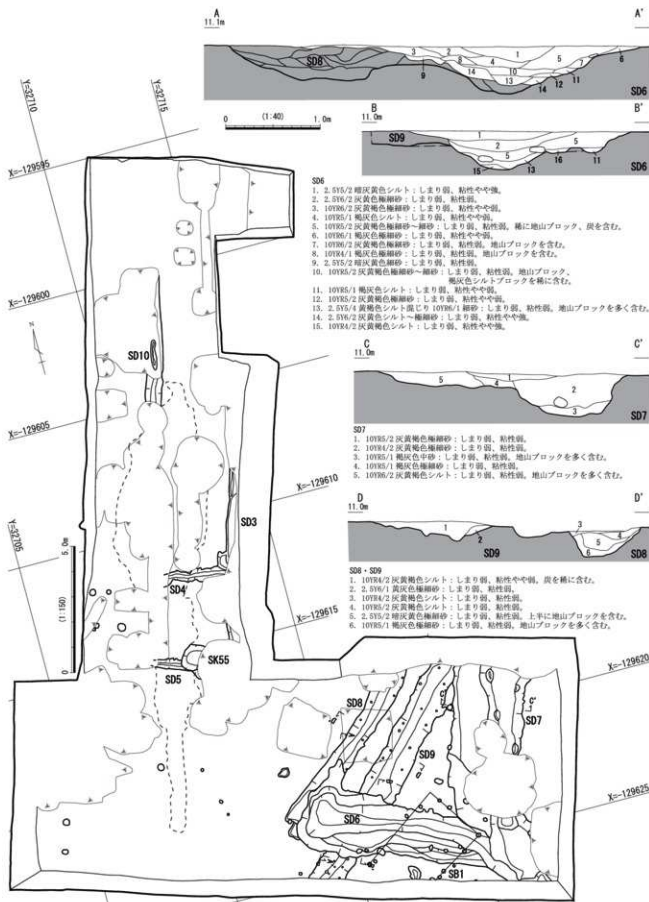 A
A'
11.1m
SD8
3
2
1
8
4
5
7
6
14
10
13
9
14
12
11
SD6
0
(1:40)
1.0m
B
B'
11.0m
SD9
1
2
5
5
15
13
16
11
SD6
SD6
1. 2.5Y5/2 暗灰黄色シルト:しまり弱、粘性やや強。
2. 2.5Y6/2 灰黄色極細砂:しまり弱、粘性弱。
3. 10YR6/2 灰黄褐色極細砂:しまり弱、粘性やや弱。
4. 10YR5/1 褐灰色シルト:しまり弱、粘性やや弱。
5. 10YR5/2 灰黄褐色極細砂~細砂:しまり弱、粘性弱。稀に地山ブロック、炭を含む。
6. 10YR6/1 褐灰色極細砂:しまり弱、粘性やや弱。
7. 10YR6/2 灰黄褐色極細砂:しまり弱、粘性弱。地山ブロックを含む。
8. 10YR4/1 褐灰色極細砂:しまり弱、粘性弱。地山ブロックを含む。
9. 2.5Y5/2 暗灰黄色極細砂:しまり弱、粘性弱。
10. 10YR5/2 灰黄褐色極細砂~細砂:しまり弱、粘性弱。地山ブロック、
褐灰色シルトブロックを稀に含む。
11. 10YR5/1 褐灰色シルト:しまり弱、粘性やや弱。
12. 10YR5/2 灰黄褐色極細砂:しまり弱、粘性やや弱。
13. 2.5Y5/4 黄褐色シルト混じり 10YR6/1 細砂:しまり弱、粘性弱。地山ブロックを多く含む。
14. 2.5Y6/2 灰黄色シルト~極細砂:しまり弱、粘性やや強。
15. 10YR4/2 灰黄褐色シルト:しまり弱、粘性やや強。
C
C'
11.0m
5
1
4
2
3
SD7
SD7
1. 10YR5/2 灰黄褐色極細砂:しまり弱、粘性弱。
2. 10YR4/2 灰黄褐色極細砂:しまり弱、粘性弱。
3. 10YR5/1 褐灰色中砂:しまり弱、粘性弱。地山ブロックを多く含む。
4. 10YR5/1 褐灰色極細砂:しまり弱、粘性弱。
5. 10YR6/2 灰黄褐色極細砂:しまり弱、粘性弱。地山ブロックを多く含む。
D
D'
11.0m
1
2
SD9
3
4
5
6
SD8
SD8・SD9
1. 10YR4/2 灰黄褐色シルト:しまり弱、粘性やや弱。炭を稀に含む。
2. 2.5Y6/1 黄灰色極細砂:しまり弱、粘性弱。
3. 10YR4/2 灰黄褐色シルト:しまり弱、粘性弱。
4. 10YR5/2 灰黄褐色シルト:しまり弱、粘性弱。
5. 2.5Y5/2 暗灰黄色極細砂:しまり弱、粘性弱。上半に地山ブロックを含む。
6. 10YR5/1 褐灰色極細砂:しまり弱、粘性弱。地山ブロックを多く含む。
Y=32710
Y=32715
X=-129595
X=-129600
N
SD10
X=-129605
X=-129610
Y=32705
SD3
5.0m
(1:150)
0
SD4
X=-129615
SD5
SK55
X=-129620
SD8
SD7
SD9
SD6
X=-129625
SB1